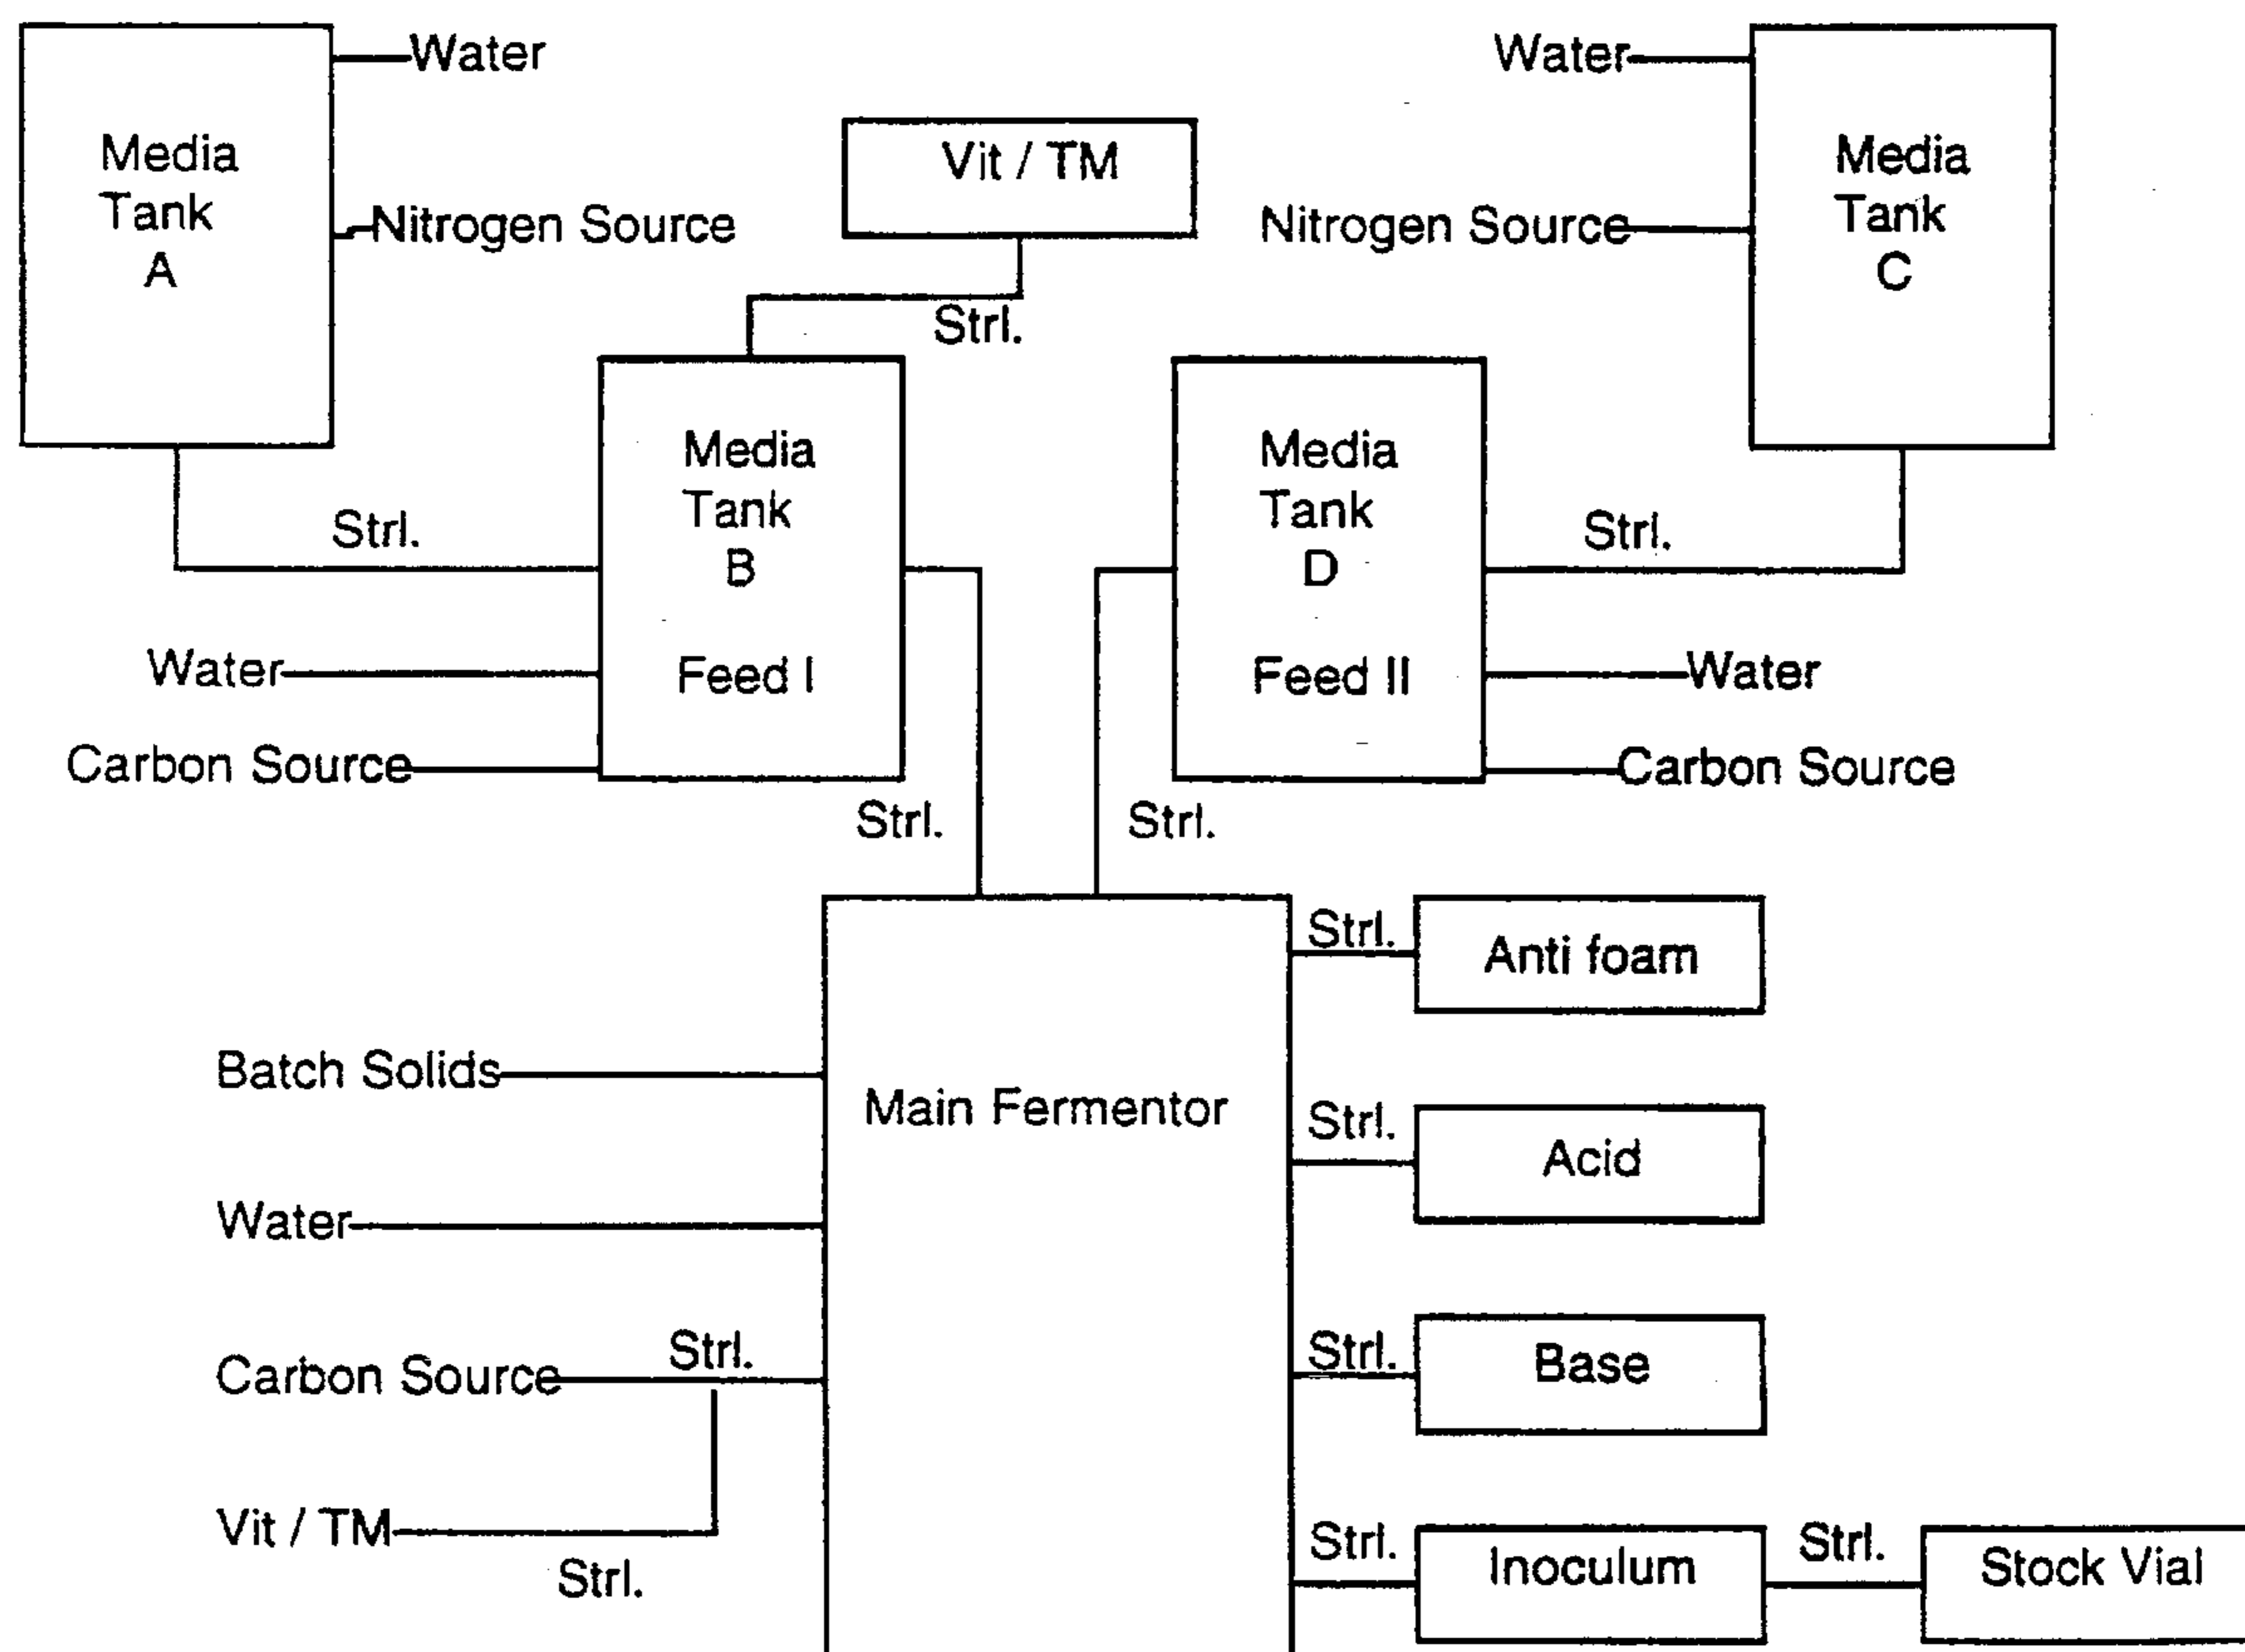 Water
Water
Media
Tank
A
Vit / TM
Media
Tank
C
Nitrogen Source
Nitrogen Source
Strl.
Media
Tank
B
Feed I
Media
Tank
D
Feed II
Strl.
Strl.
Water
Water
Carbon Source
Carbon Source
Strl.
Strl.
Main Fermentor
Strl.
Anti foam
Batch Solids
Strl.
Acid
Water
Strl.
Base
Carbon Source
Strl.
Vit / TM
Strl.
Strl.
Inoculum
Strl.
Stock Vial